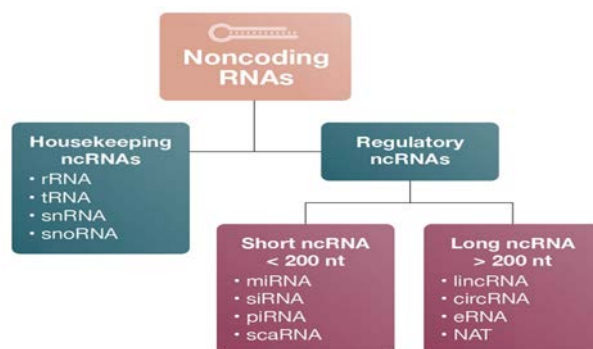 Noncoding
RNAs
Housekeeping
ncRNAs
• rRNA
• tRNA
• snRNA
• snoRNA
Regulatory
ncRNAs
Short ncRNA
< 200 nt
• miRNA
• siRNA
• piRNA
• scaRNA
Long ncRNA
> 200 nt
• lincRNA
• circRNA
• eRNA
• NAT